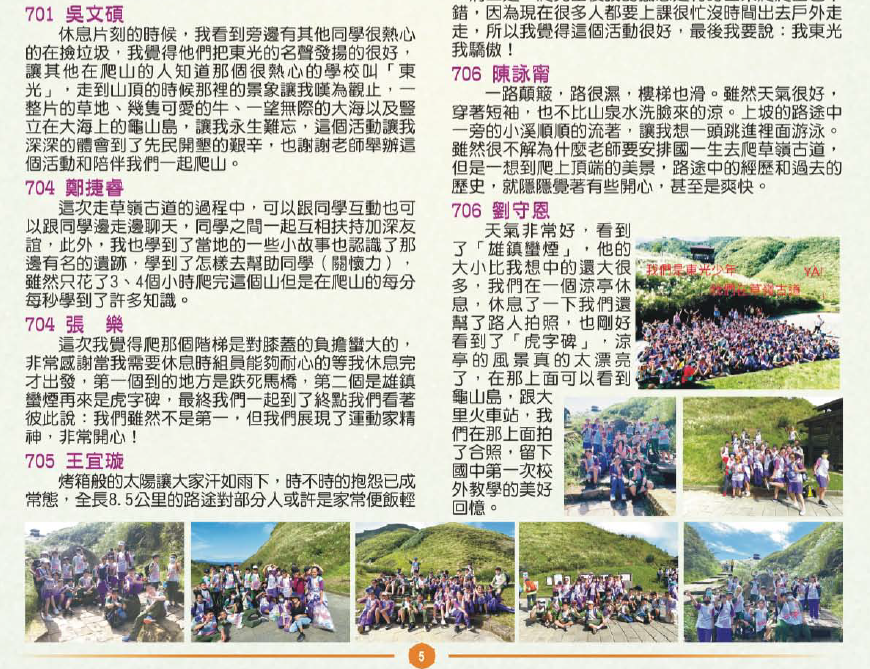 701 吳文碩
休息片刻的時候，我看到旁邊有其他同學很熱心
的在撿垃圾，我覺得他們把東光的名聲發揚的很好，
讓其他在爬山的人知道那個很熱心的學校叫「東
光」，走到山頂的時候那裡的景象讓我嘆為觀止，一
整片的草地、幾隻可愛的牛、一望無際的大海以及豎
立在大海上的龜山島，讓我永生難忘，這個活動讓我
深深的體會到了先民開墾的艱辛，也謝謝老師舉辦這
個活動和陪伴我們一起爬山。
704 鄭捷睿
這次走草嶺古道的過程中，可以跟同學互動也可
以跟同學邊走邊聊天，同學之間一起互相扶持加深友
誼，此外，我也學到了當地的一些小故事也認識了那
邊有名的遺跡，學到了怎樣去幫助同學（關懷力），
雖然只花了3、4個小時爬完這個山但是在爬山的每分
每秒學到了許多知識。
704 張　樂
這次我覺得爬那個階梯是對膝蓋的負擔蠻大的，
非常感謝當我需要休息時組員能夠耐心的等我休息完
才出發，第一個到的地方是跌死馬橋，第二個是雄鎮
蠻煙再來是虎字碑，最終我們一起到了終點我們看著
彼此說：我們雖然不是第一，但我們展現了運動家精
神，非常開心！
705 王宜璇
烤箱般的太陽讓大家汗如雨下，時不時的抱怨已成
常態，全長8.5公里的路途對部分人或許是家常便飯輕
錯，因為現在很多人都要上課很忙沒時間出去戶外走
走，所以我覺得這個活動很好，最後我要說：我東光
我驕傲！
706 陳詠甯
一路顛簸，路很濕，樓梯也滑。雖然天氣很好，
穿著短袖，也不比山泉水洗臉來的涼。上坡的路途中
一旁的小溪順順的流著，讓我想一頭跳進裡面游泳。
雖然很不解為什麼老師要安排國一生去爬草嶺古道，
但是一想到爬上頂端的美景，路途中的經歷和過去的
歷史，就隱隱覺著有些開心，甚至是爽快。
706 劉守恩
天氣非常好，看到
了「雄鎮蠻煙」，他的
大小比我想中的還大很
多，我們在一個涼亭休
息，休息了一下我們還
幫了路人拍照，也剛好
看到了「虎字碑」，涼
亭的風景真的太漂亮
了，在那上面可以看到
龜山島，跟大
里火車站，我
們在那上面拍
了合照，留下
國中第一次校
外教學的美好
回憶。
我們是東光少年
YA!
我們在草嶺古道
5